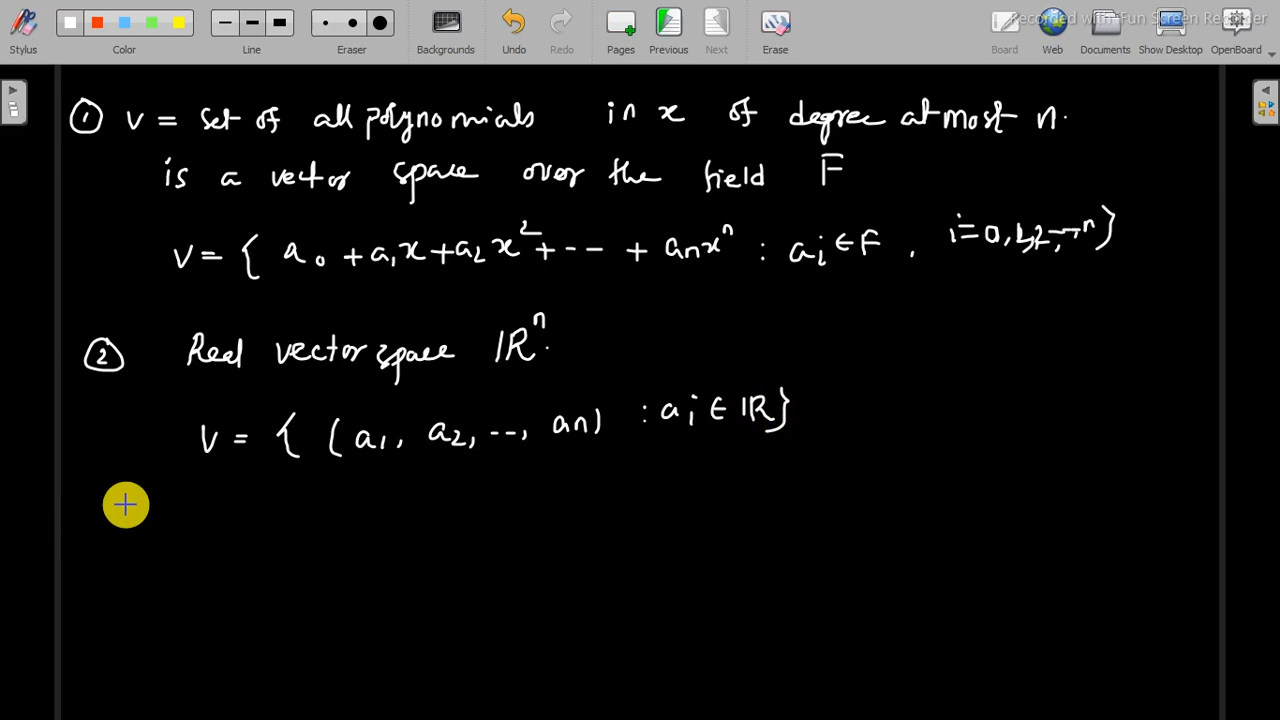 Recorded with iFun Screen Recorder
Stylus Color Line Eraser Backgrounds Undo Redo Pages Previous Next Erase Board Web Documents Show Desktop OpenBoard
① V = set of all polynomials in x of degree atmost n.
is a vector space over the field F
V = { a₀ + a₁x + a₂x² + -- + aₙxⁿ : aᵢ ∈ F , i = 0, 1, 2, --, n }
② Real vector space ℝⁿ.
V = { (a₁, a₂, --, aₙ) : aᵢ ∈ ℝ }